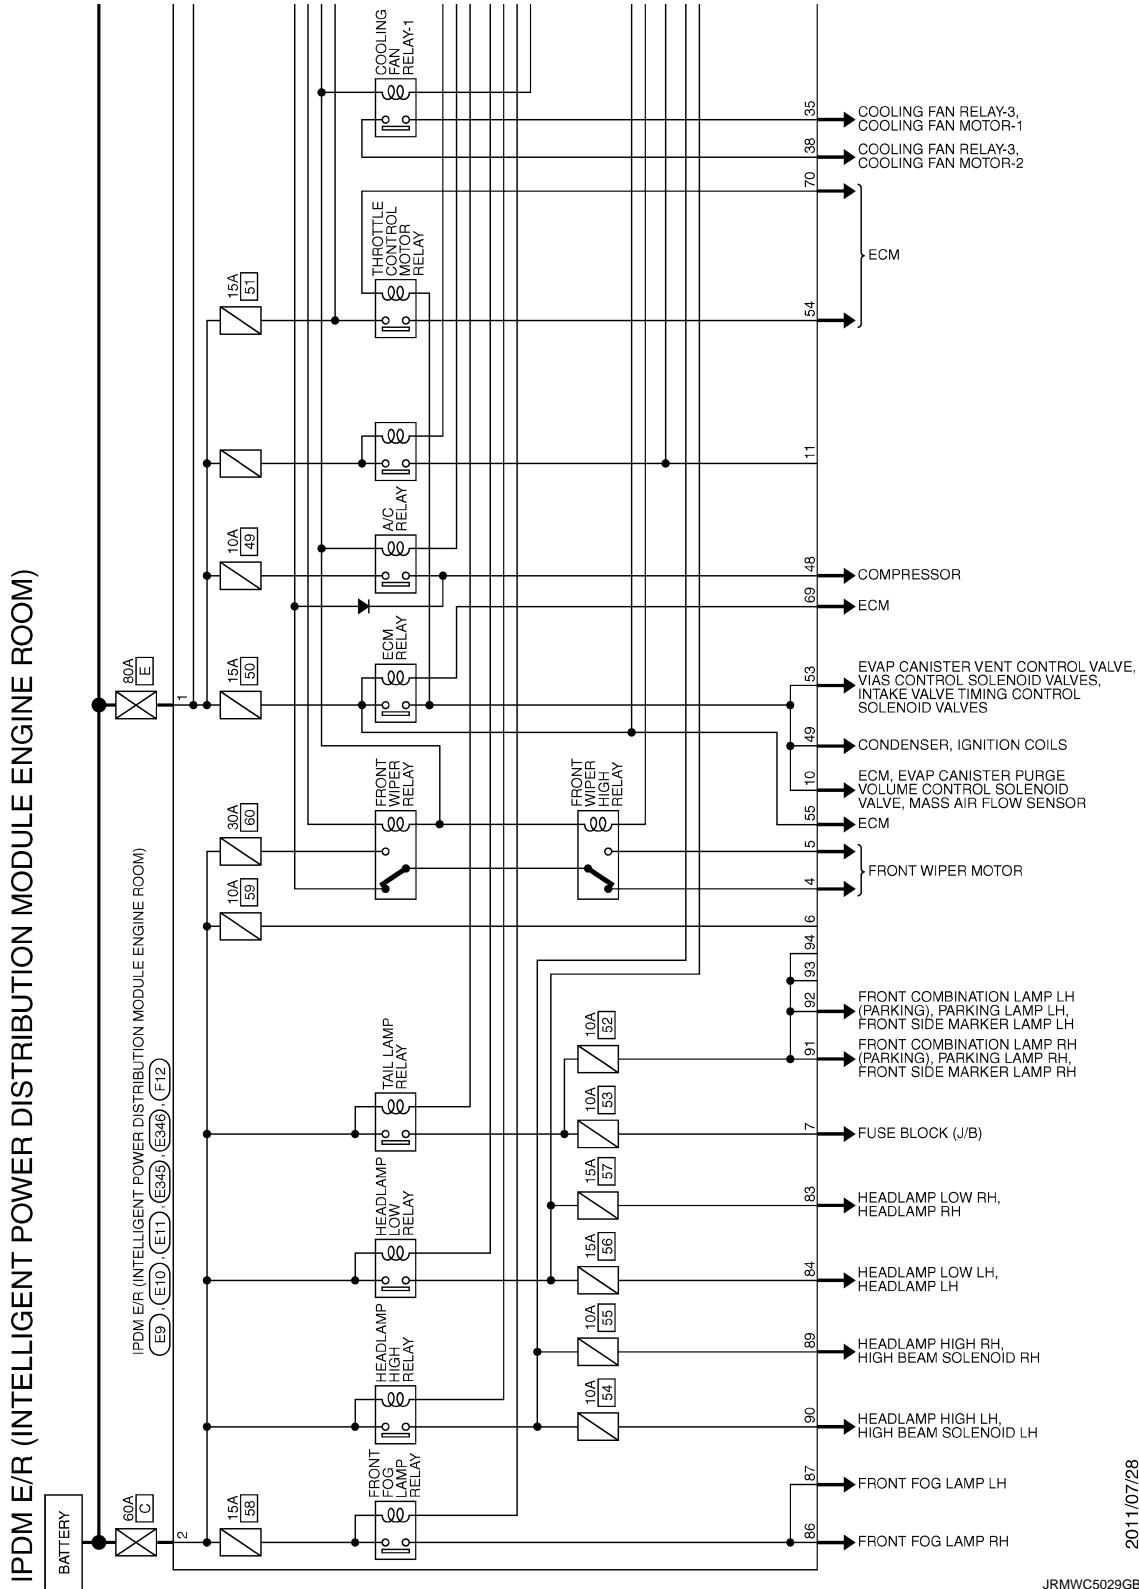 IPDM E/R (INTELLIGENT POWER DISTRIBUTION MODULE ENGINE ROOM)
BATTERY
IPDM E/R (INTELLIGENT POWER DISTRIBUTION MODULE ENGINE ROOM)
E9 , E10 , E11 , E345 , E346 , F12
COOLING
FAN
RELAY-1
35
COOLING FAN RELAY-3,
COOLING FAN MOTOR-1
38
COOLING FAN RELAY-3,
COOLING FAN MOTOR-2
70
THROTTLE
CONTROL
MOTOR
RELAY
ECM
15A
51
54
11
A/C
RELAY
10A
49
48
COMPRESSOR
69
ECM
ECM
RELAY
80A
E
1
15A
50
53
EVAP CANISTER VENT CONTROL VALVE,
VIAS CONTROL SOLENOID VALVES,
INTAKE VALVE TIMING CONTROL
SOLENOID VALVES
49
CONDENSER, IGNITION COILS
FRONT
WIPER
RELAY
FRONT
WIPER
HIGH
RELAY
10
ECM, EVAP CANISTER PURGE
VOLUME CONTROL SOLENOID
VALVE, MASS AIR FLOW SENSOR
55
ECM
30A
60
5
FRONT WIPER MOTOR
4
10A
59
6
94
93
92
FRONT COMBINATION LAMP LH
(PARKING), PARKING LAMP LH,
FRONT SIDE MARKER LAMP LH
10A
52
91
FRONT COMBINATION LAMP RH
(PARKING), PARKING LAMP RH,
FRONT SIDE MARKER LAMP RH
TAIL LAMP
RELAY
10A
53
7
FUSE BLOCK (J/B)
15A
57
83
HEADLAMP LOW RH,
HEADLAMP RH
HEADLAMP
LOW
RELAY
15A
56
84
HEADLAMP LOW LH,
HEADLAMP LH
10A
55
89
HEADLAMP HIGH RH,
HIGH BEAM SOLENOID RH
HEADLAMP
HIGH
RELAY
10A
54
90
HEADLAMP HIGH LH,
HIGH BEAM SOLENOID LH
FRONT
FOG
LAMP
RELAY
87
FRONT FOG LAMP LH
60A
C
2
15A
58
86
FRONT FOG LAMP RH
2011/07/28
JRMWC5029GB